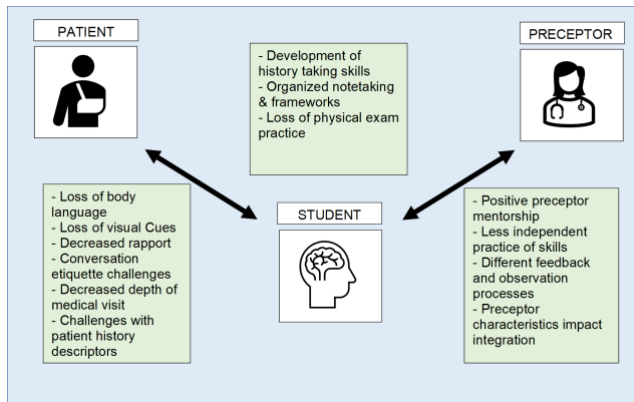 PATIENT
PRECEPTOR
- Development of
history taking skills
- Organized notetaking
& frameworks
- Loss of physical exam
practice
- Loss of body
language
- Loss of visual Cues
- Decreased rapport
- Conversation
etiquette challenges
- Decreased depth of
medical visit
- Challenges with
patient history
descriptors
STUDENT
- Positive preceptor
mentorship
- Less independent
practice of skills
- Different feedback
and observation
processes
- Preceptor
characteristics impact
integration